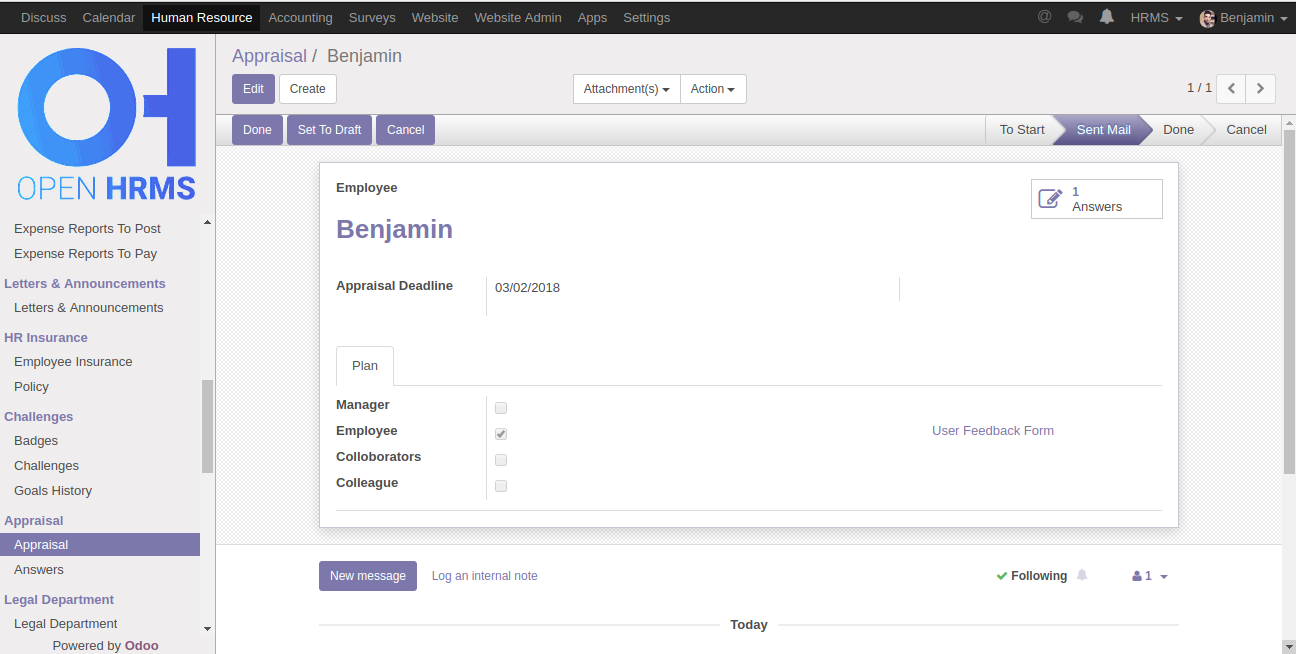 Discuss Calendar Human Resource Accounting Surveys Website Website Admin Apps Settings @ HRMS Benjamin
OPEN HRMS
Expense Reports To Post
Expense Reports To Pay
Letters & Announcements
Letters & Announcements
HR Insurance
Employee Insurance
Policy
Challenges
Badges
Challenges
Goals History
Appraisal
Appraisal
Answers
Legal Department
Legal Department
Powered by Odoo
Appraisal / Benjamin
Edit Create Attachment(s) Action 1 / 1
Done Set To Draft Cancel To Start Sent Mail Done Cancel
Employee
Benjamin
1
Answers
Appraisal Deadline 03/02/2018
Plan
Manager
Employee User Feedback Form
Colloborators
Colleague
New message Log an internal note Following 1
Today